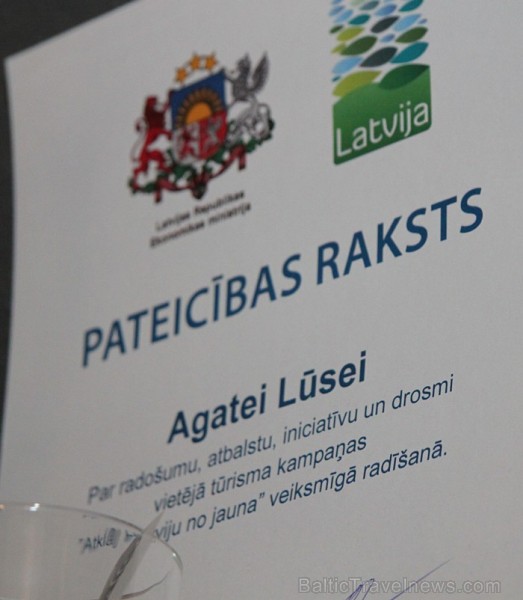 Latvija
Latvijas Republikas
Ekonomikas ministrija
PATEICĪBAS RAKSTS
Agatei Lūsei
Par radošumu, atbalstu, iniciatīvu un drosmi
vietējā tūrisma kampaņas
"Atklāj no jauna" veiksmīgā radīšanā.
BalticTravelnews.com